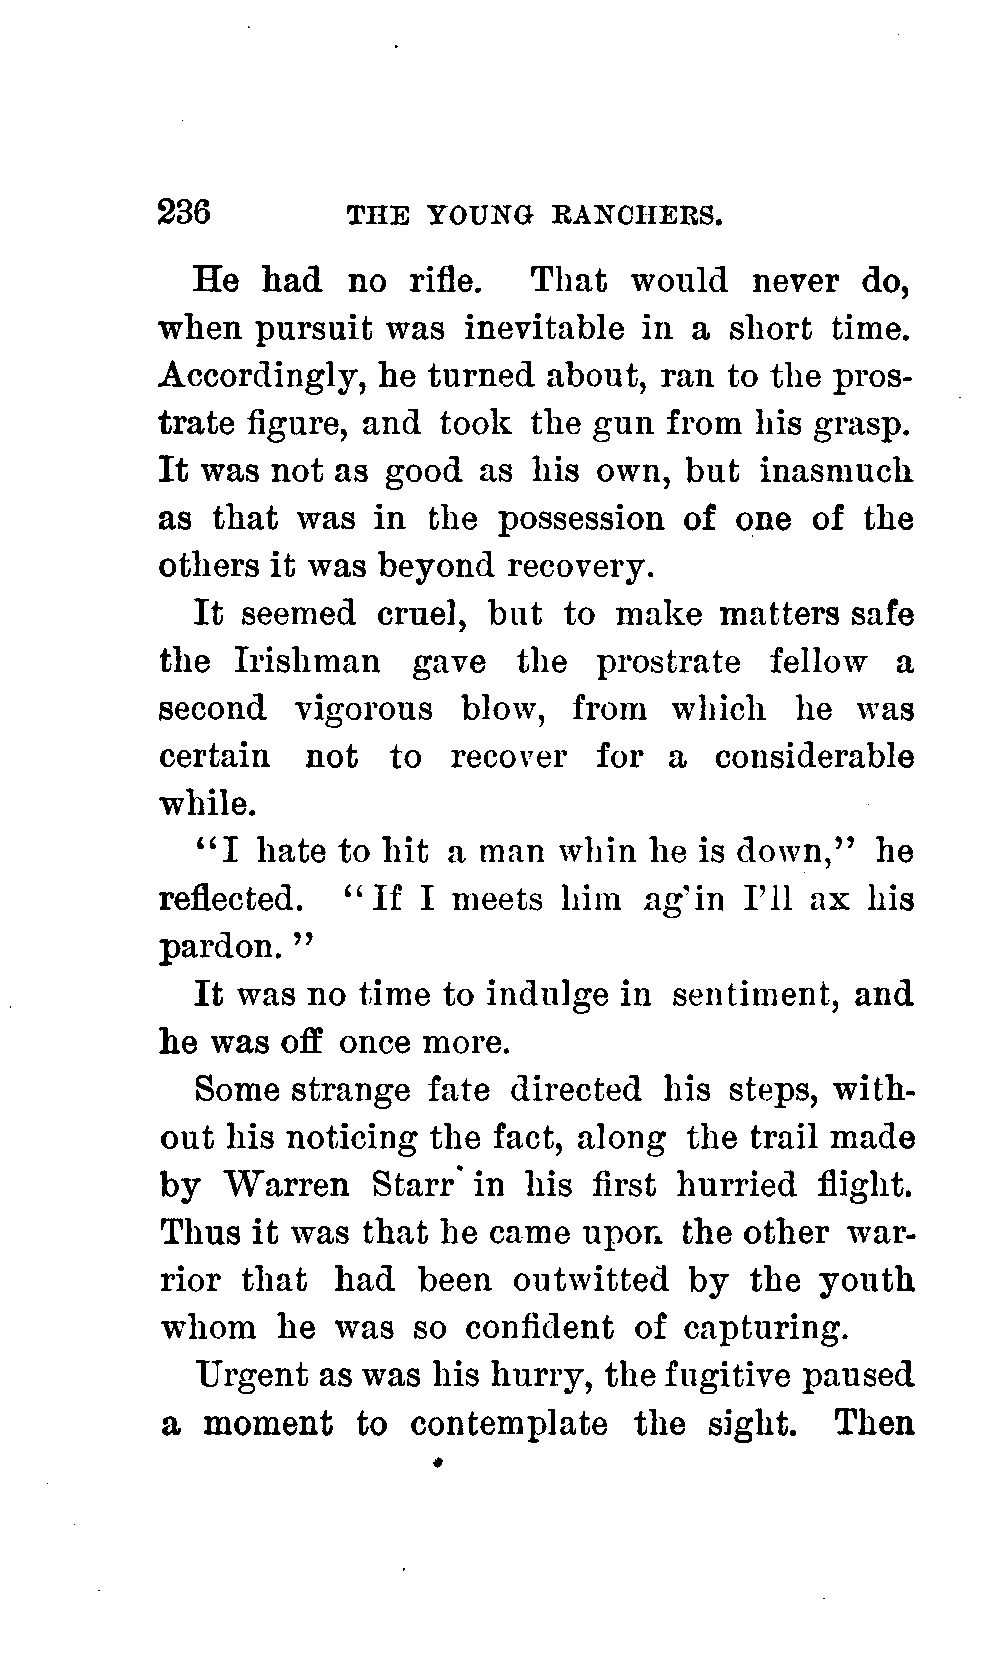 236 THE YOUNG RANCHERS.
He had no rifle. That would never do,
when pursuit was inevitable in a short time.
Accordingly, he turned about, ran to the pros-
trate figure, and took the gun from his grasp.
It was not as good as his own, but inasmuch
as that was in the possession of one of the
others it was beyond recovery.
It seemed cruel, but to make matters safe
the Irishman gave the prostrate fellow a
second vigorous blow, from which he was
certain not to recover for a considerable
while.
"I hate to hit a man whin he is down," he
reflected. "If I meets him ag'in I'll ax his
pardon."
It was no time to indulge in sentiment, and
he was off once more.
Some strange fate directed his steps, with-
out his noticing the fact, along the trail made
by Warren Starr in his first hurried flight.
Thus it was that he came upon the other war-
rior that had been outwitted by the youth
whom he was so confident of capturing.
Urgent as was his hurry, the fugitive paused
a moment to contemplate the sight. Then